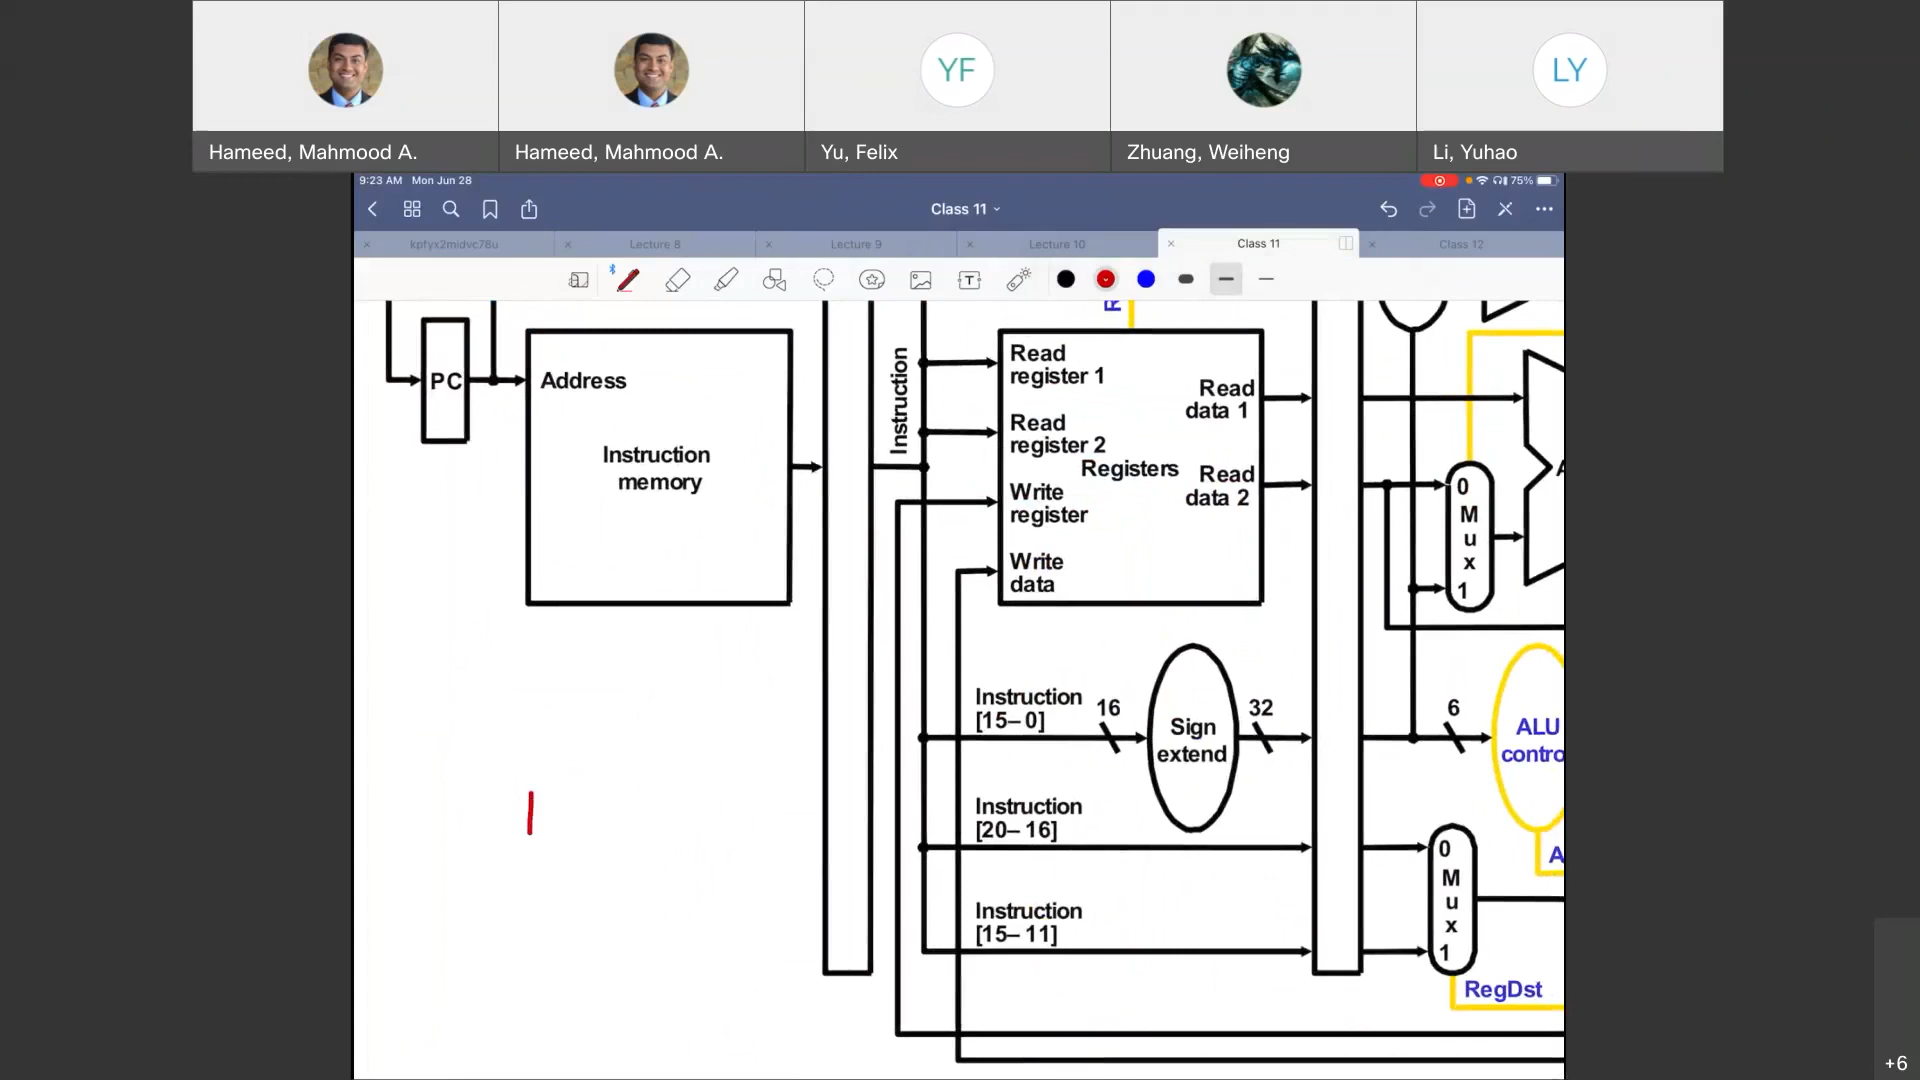 YF
LY
Hameed, Mahmood A.
Hameed, Mahmood A.
Yu, Felix
Zhuang, Weiheng
Li, Yuhao
9:23 AM Mon Jun 28
75%
Class 11
kpfyx2midvc78u
Lecture 8
Lecture 9
Lecture 10
Class 11
Class 12
T
R
PC
Address
Instruction
memory
Instruction
Read
register 1
Read
register 2
Registers
Write
register
Write
data
Read
data 1
Read
data 2
0
M
u
x
1
A
Instruction
[15– 0]
16
Sign
extend
32
6
ALU
contro
Instruction
[20– 16]
A
Instruction
[15– 11]
0
M
u
x
1
RegDst
+6